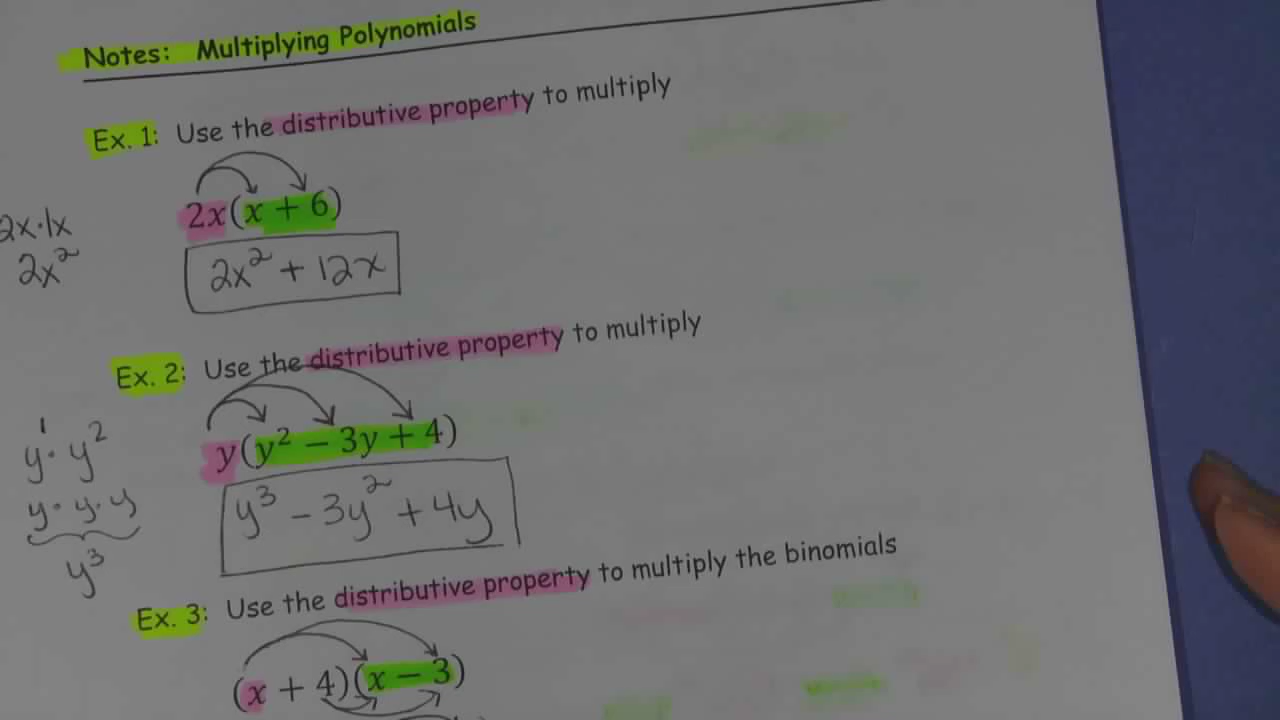 Notes: Multiplying Polynomials
Ex. 1: Use the distributive property to multiply
2x(x + 6)
2x·1x
2x²
2x² + 12x
Ex. 2: Use the distributive property to multiply
y(y² − 3y + 4)
y¹·y²
y·y·y
y³
y³ − 3y² + 4y
Ex. 3: Use the distributive property to multiply the binomials
(x + 4)(x − 3)